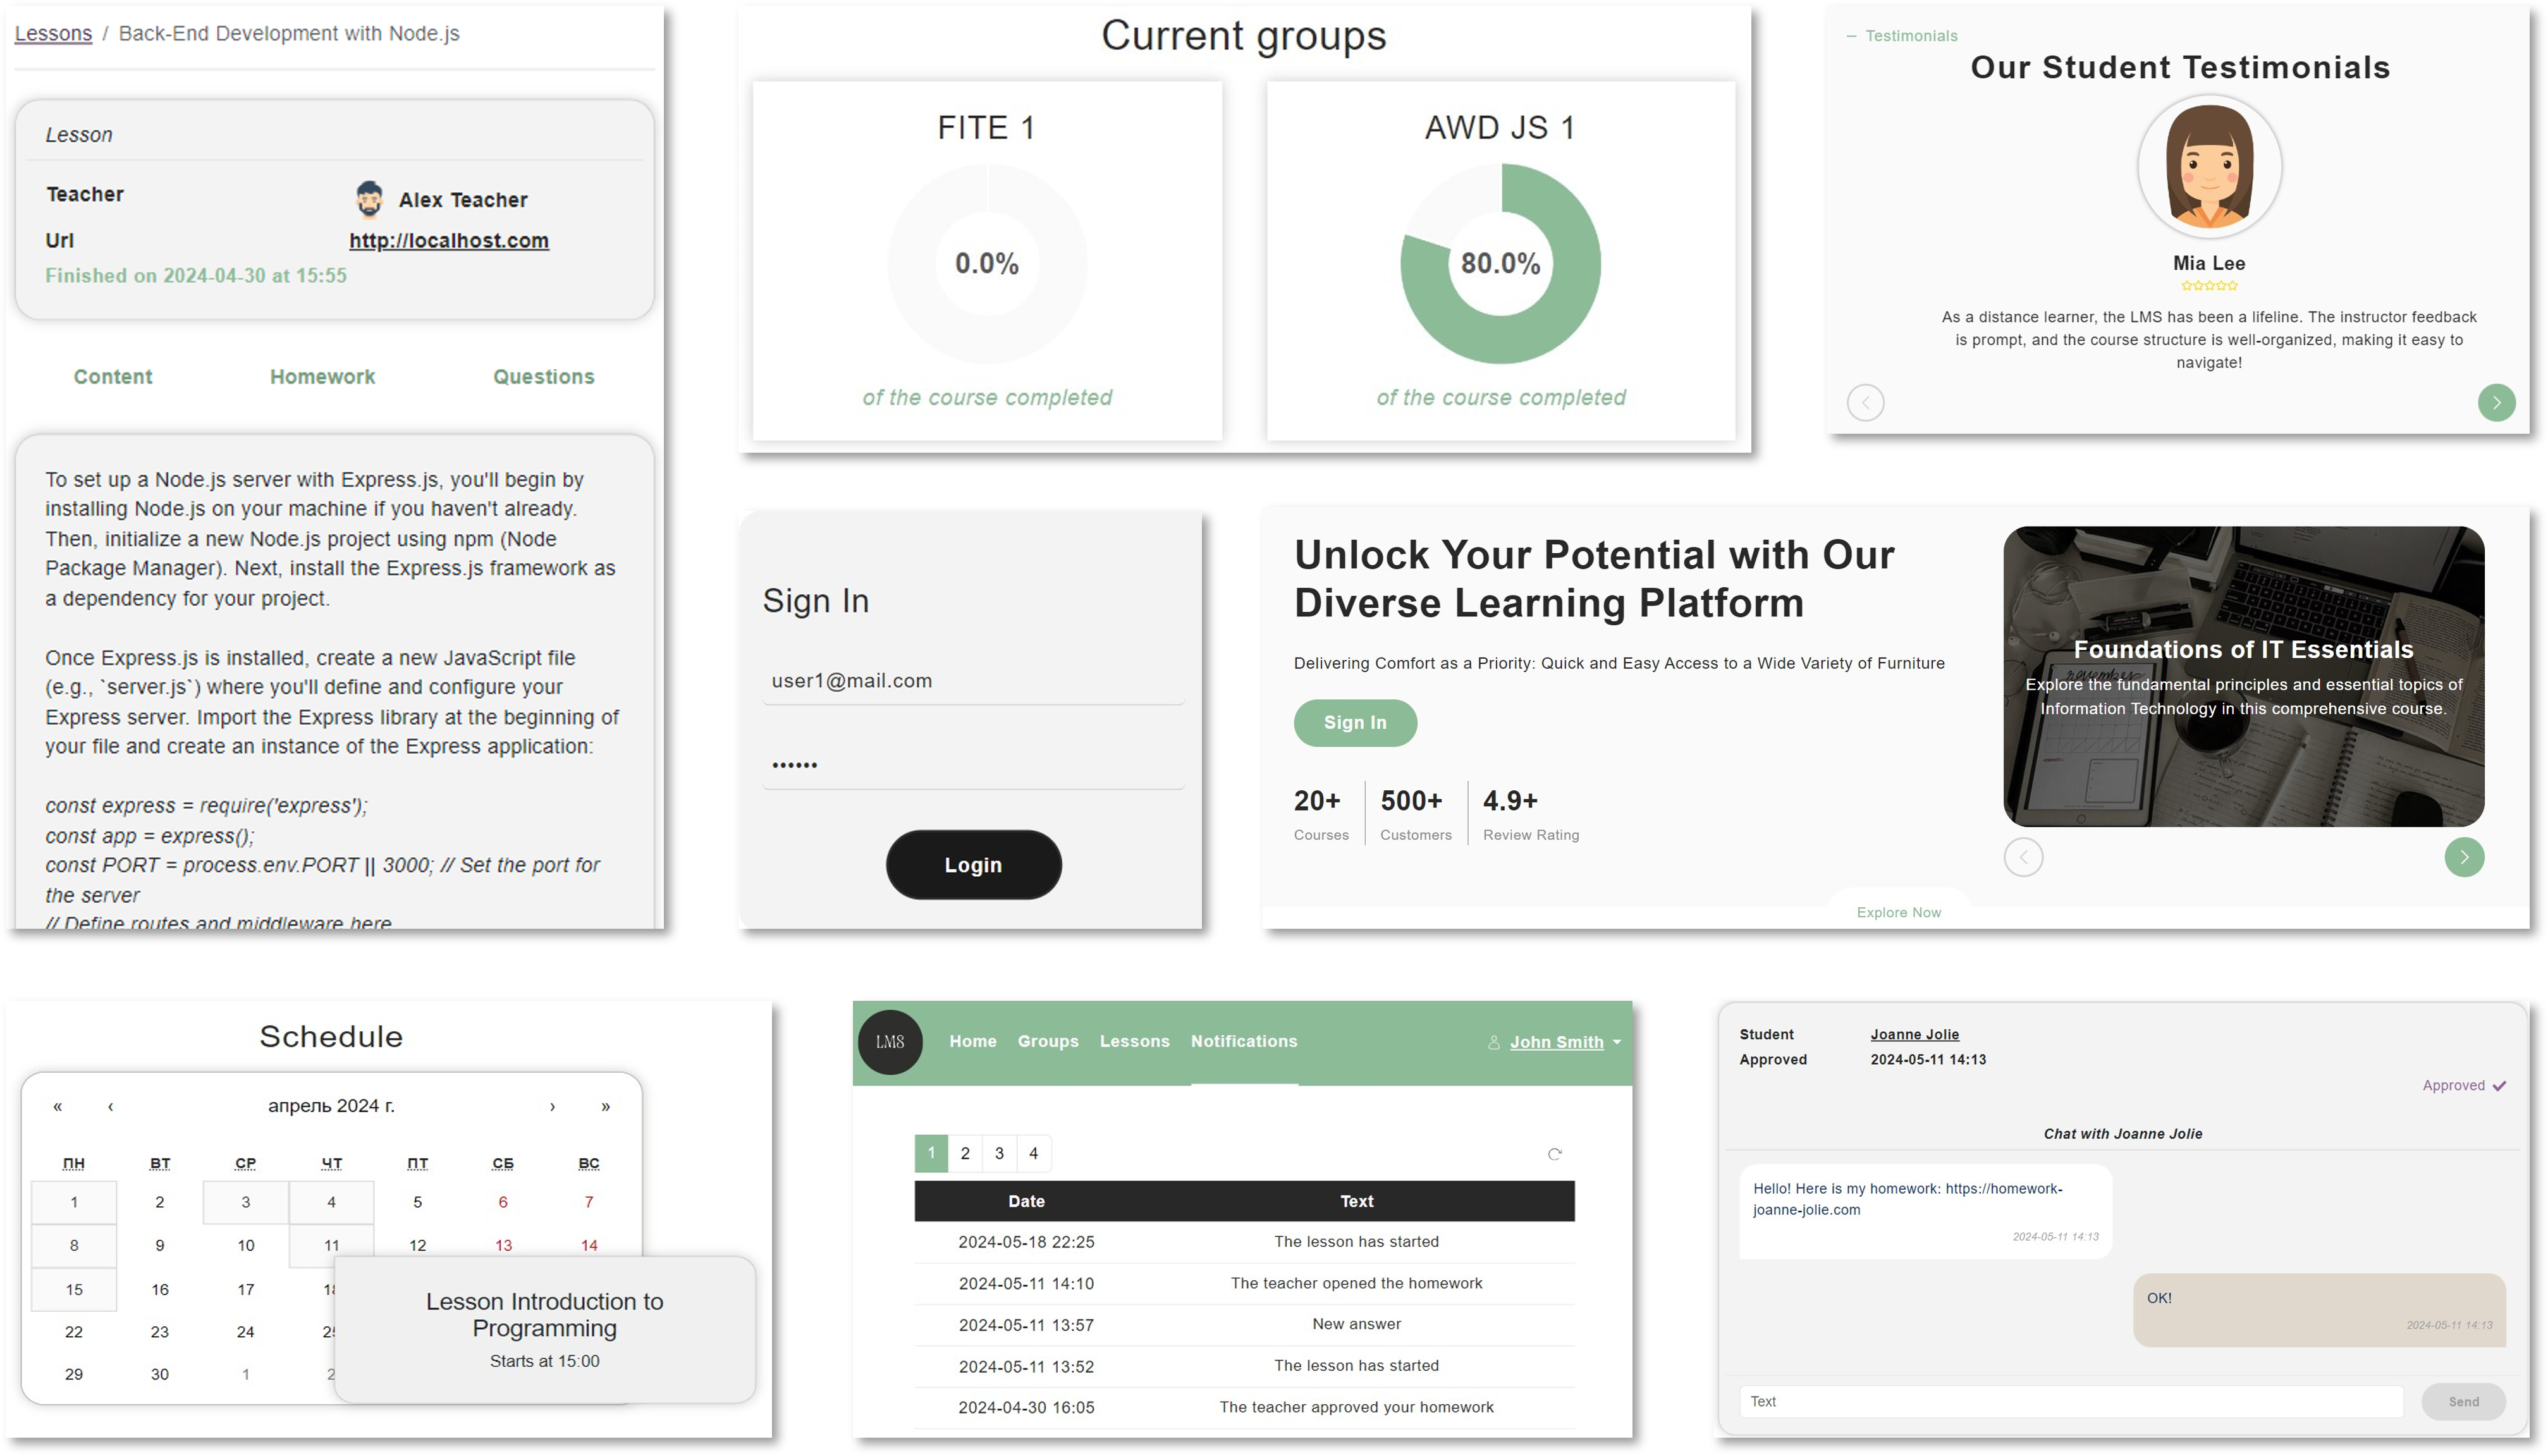 Lessons / Back-End Development with Node.js
Lesson
Teacher
Alex Teacher
Url
http://localhost.com
Finished on 2024-04-30 at 15:55
Content Homework Questions
To set up a Node.js server with Express.js, you'll begin by
installing Node.js on your machine if you haven't already.
Then, initialize a new Node.js project using npm (Node
Package Manager). Next, install the Express.js framework as
a dependency for your project.
Once Express.js is installed, create a new JavaScript file
(e.g., `server.js`) where you'll define and configure your
Express server. Import the Express library at the beginning of
your file and create an instance of the Express application:
const express = require('express');
const app = express();
const PORT = process.env.PORT || 3000; // Set the port for
the server
// Define routes and middleware here
Current groups
FITE 1
0.0%
of the course completed
AWD JS 1
80.0%
of the course completed
– Testimonials
Our Student Testimonials
Mia Lee
As a distance learner, the LMS has been a lifeline. The instructor feedback
is prompt, and the course structure is well-organized, making it easy to
navigate!
Sign In
user1@mail.com
••••••
Login
Unlock Your Potential with Our
Diverse Learning Platform
Delivering Comfort as a Priority: Quick and Easy Access to a Wide Variety of Furniture
Sign In
20+ 500+ 4.9+
Courses Customers Review Rating
Foundations of IT Essentials
Explore the fundamental principles and essential topics of
Information Technology in this comprehensive course.
Explore Now
Schedule
« ‹ апрель 2024 г. › »
ПН ВТ СР ЧТ ПТ СБ ВС
1 2 3 4 5 6 7
8 9 10 11 12 13 14
15 16 17
22 23 24
29 30 1
Lesson Introduction to
Programming
Starts at 15:00
LMS Home Groups Lessons Notifications John Smith
1 2 3 4
Date Text
2024-05-18 22:25 The lesson has started
2024-05-11 14:10 The teacher opened the homework
2024-05-11 13:57 New answer
2024-05-11 13:52 The lesson has started
2024-04-30 16:05 The teacher approved your homework
Student Joanne Jolie
Approved 2024-05-11 14:13
Approved
Chat with Joanne Jolie
Hello! Here is my homework: https://homework-
joanne-jolie.com
2024-05-11 14:13
OK!
2024-05-11 14:13
Text Send